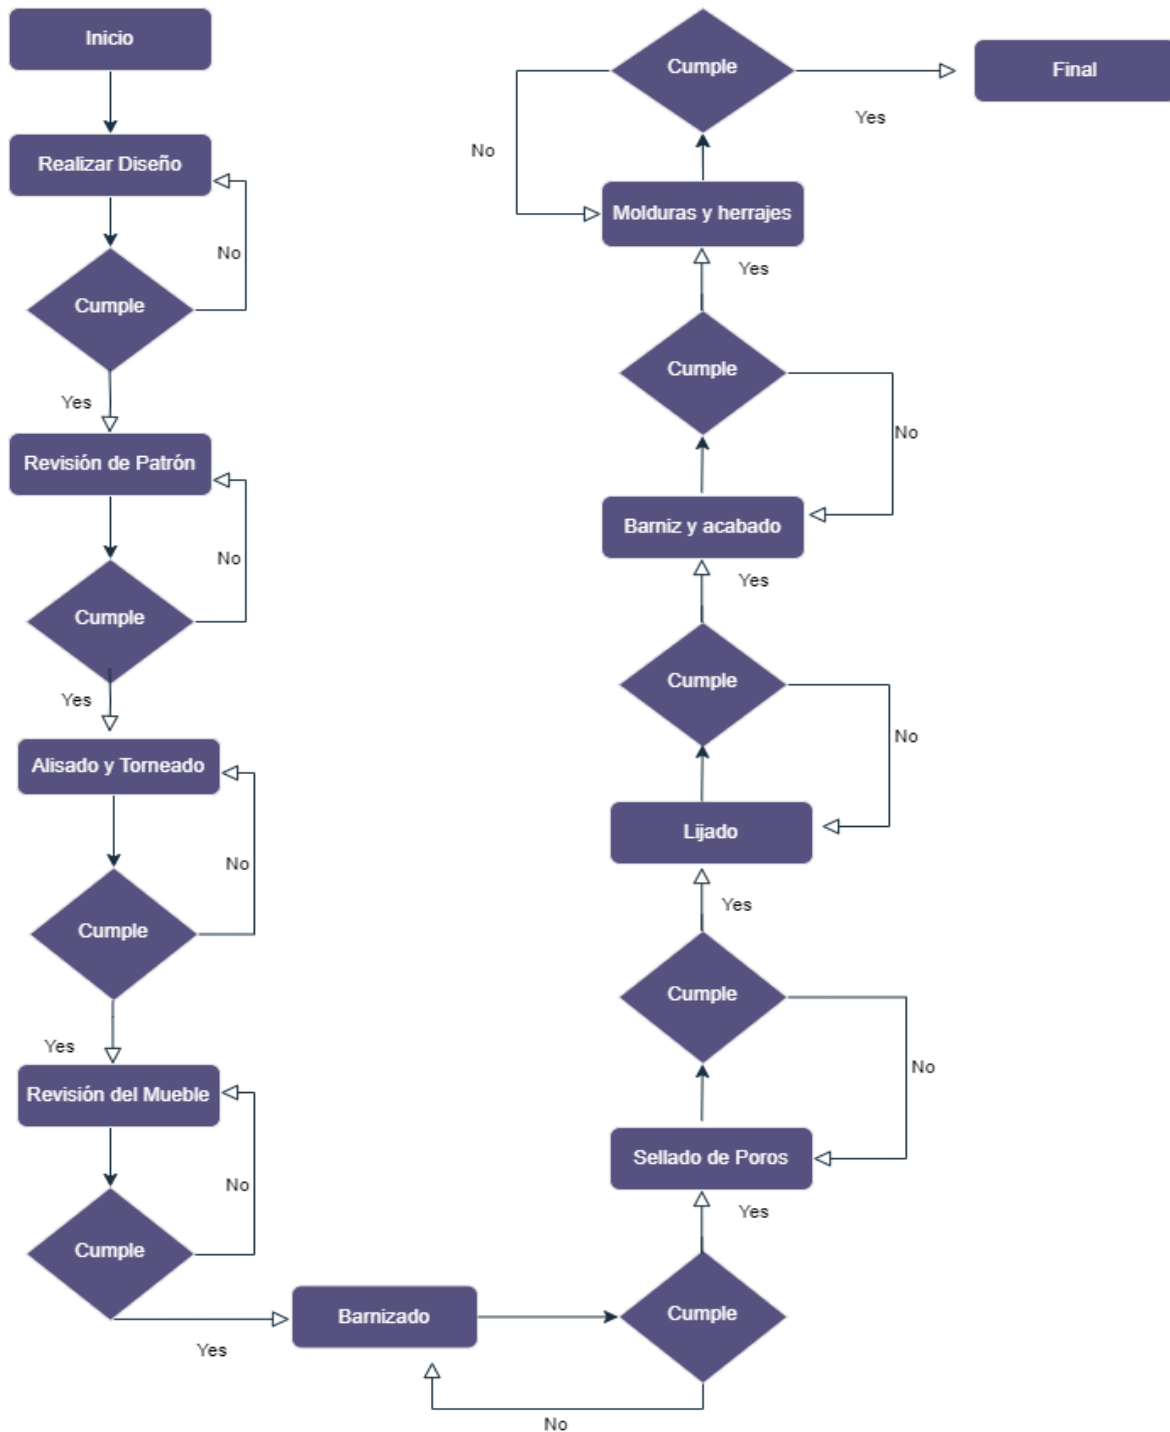 Inicio
Realizar Diseño
No
Cumple
Yes
Revisión de Patrón
No
Cumple
Yes
Alisado y Torneado
No
Cumple
Yes
Revisión del Mueble
No
Cumple
Yes
Barnizado
No
Cumple
Yes
Sellado de Poros
No
Cumple
Yes
Lijado
No
Cumple
Yes
Barniz y acabado
No
Cumple
Yes
Molduras y herrajes
No
Cumple
Yes
Final